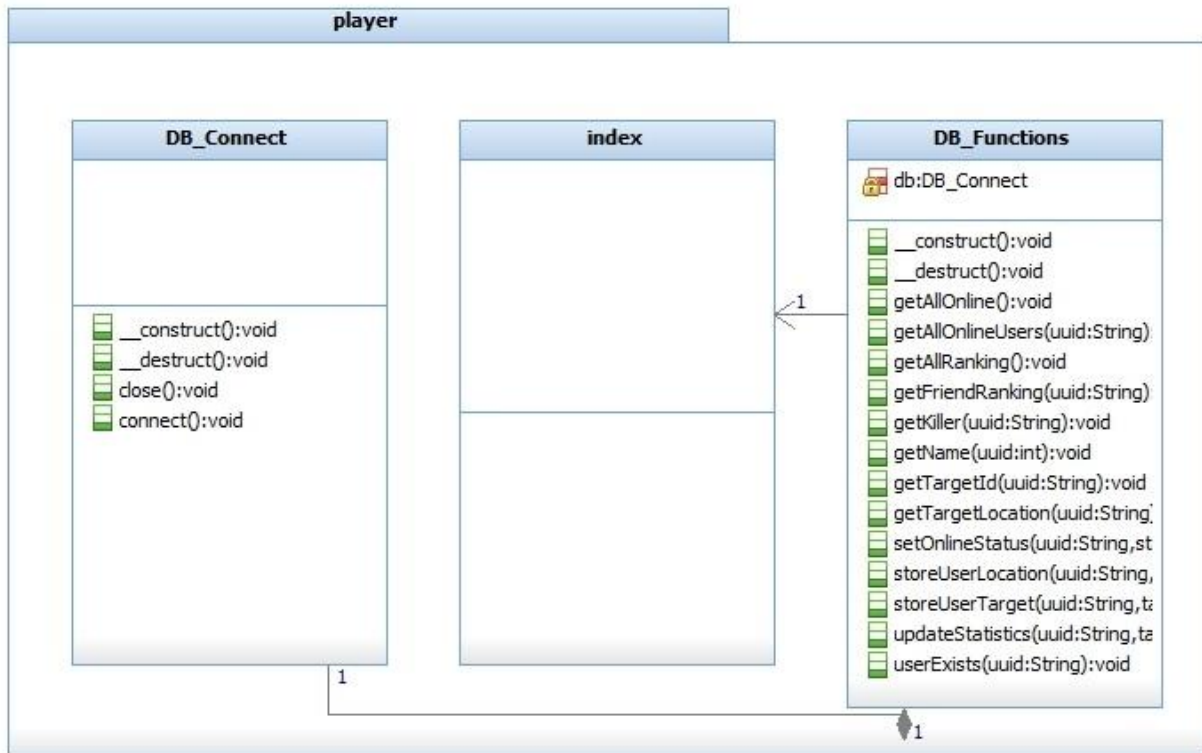 player
DB_Connect
__construct():void
__destruct():void
close():void
connect():void
1
index
1
DB_Functions
db:DB_Connect
__construct():void
__destruct():void
getAllOnline():void
getAllOnlineUsers(uuid:String)
getAllRanking():void
getFriendRanking(uuid:String)
getKiller(uuid:String):void
getName(uuid:int):void
getTargetId(uuid:String):void
getTargetLocation(uuid:String)
setOnlineStatus(uuid:String,st
storeUserLocation(uuid:String,
storeUserTarget(uuid:String,ta
updateStatistics(uuid:String,ta
userExists(uuid:String):void
1